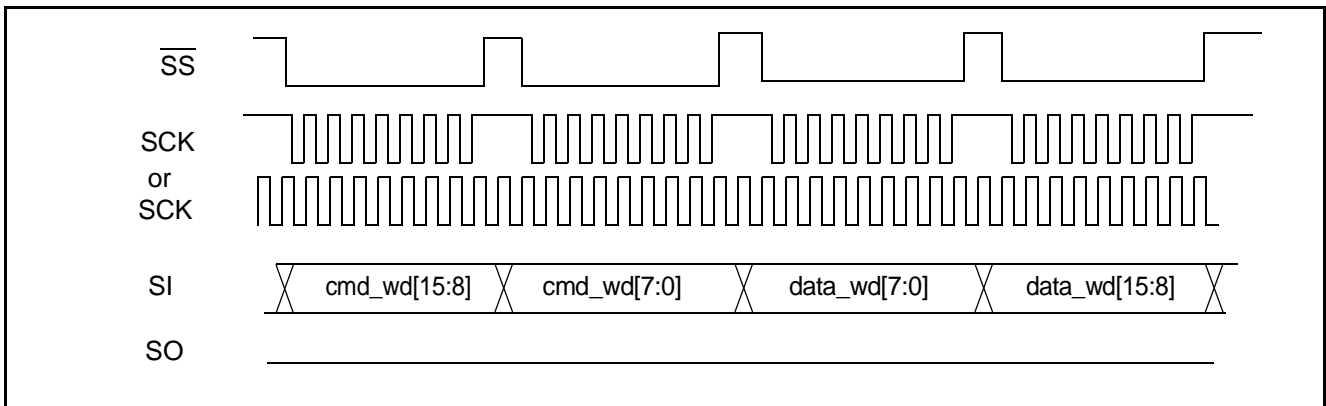 SS
SCK
or
SCK
SI cmd_wd[15:8] cmd_wd[7:0] data_wd[7:0] data_wd[15:8]
SO